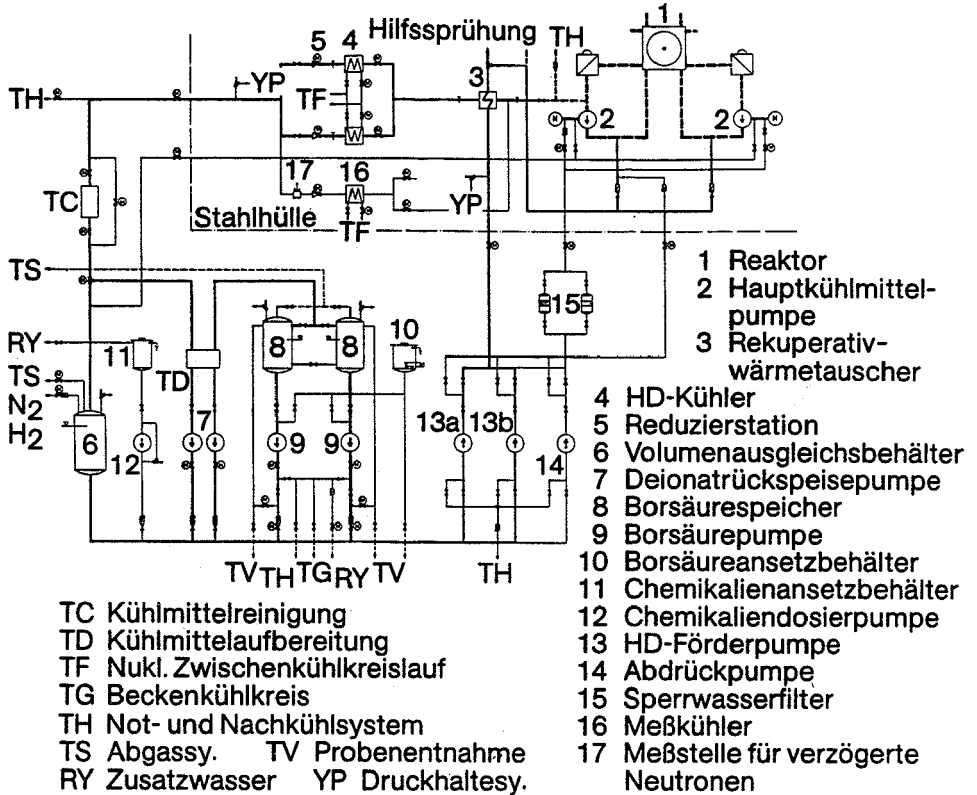 1
5 4 Hilfssprühung
TH
3
YP
TH
TF
2
2
17
16
TC
YP
Stahlhülle
TF
TS
15
10
8
8
RY
11
TS
TD
N2
7
13a
13b
H2
6
9
9
12
14
TV TH TG RY TV
TH
1 Reaktor
2 Hauptkühlmittel-
pumpe
3 Rekuperativ-
wärmetauscher
4 HD-Kühler
5 Reduzierstation
6 Volumenausgleichsbehälter
7 Deionatrückspeisepumpe
8 Borsäurespeicher
9 Borsäurepumpe
10 Borsäureansetzbehälter
11 Chemikalienansetzbehälter
12 Chemikaliendosierpumpe
13 HD-Förderpumpe
14 Abdrückpumpe
15 Sperrwasserfilter
16 Meßkühler
17 Meßstelle für verzögerte
Neutronen
TC Kühlmittelreinigung
TD Kühlmittelaufbereitung
TF Nukl. Zwischenkühlkreislauf
TG Beckenkühlkreis
TH Not- und Nachkühlsystem
TS Abgassy. TV Probenentnahme
RY Zusatzwasser YP Druckhaltesy.